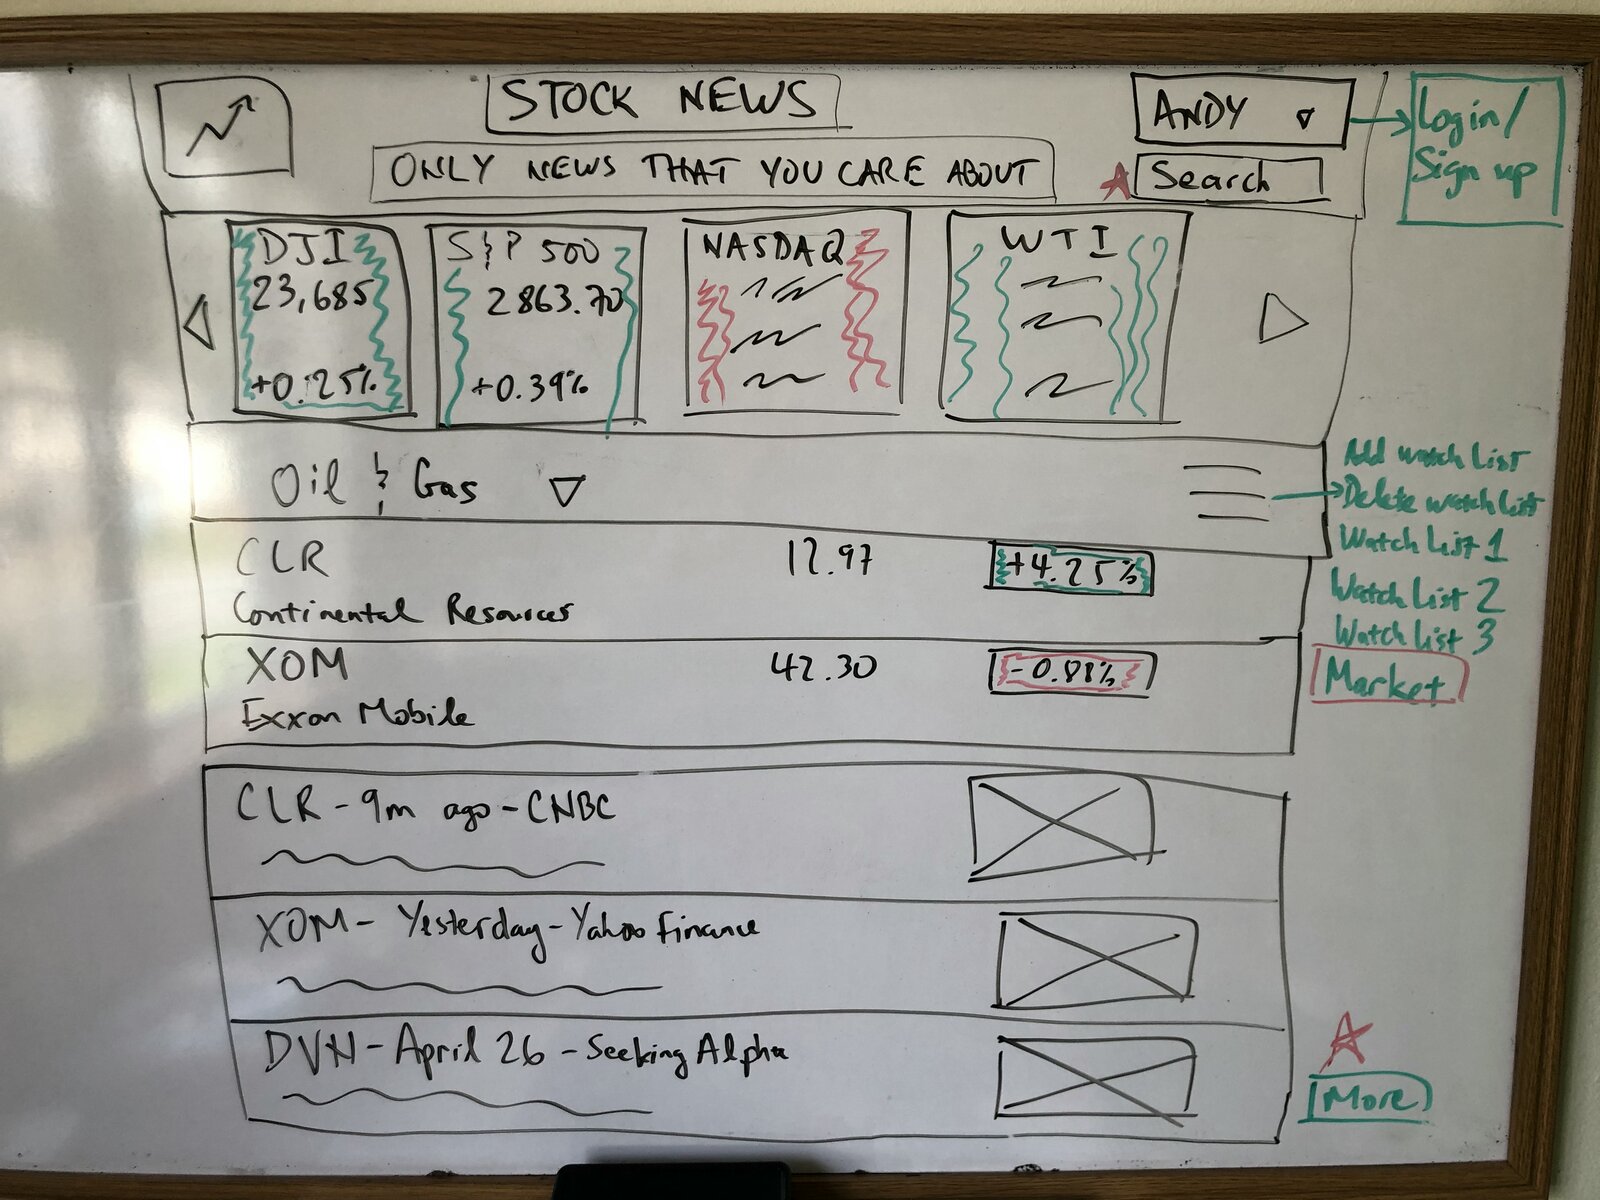 STOCK NEWS
ANDY
Login/
Sign up
ONLY NEWS THAT YOU CARE ABOUT
Search
DJI
23,685
+0.25%
S & P 500
2863.70
+0.39%
NASDAQ
WTI
Oil & Gas
Add watch list
Delete watch list
Watch List 1
Watch List 2
Watch list 3
Market
CLR
12.97
+4.25%
Continental Resources
XOM
42.30
-0.88%
Exxon Mobile
CLR - 9m ago - CNBC
XOM - Yesterday - Yahoo Finance
DVN - April 26 - Seeking Alpha
More